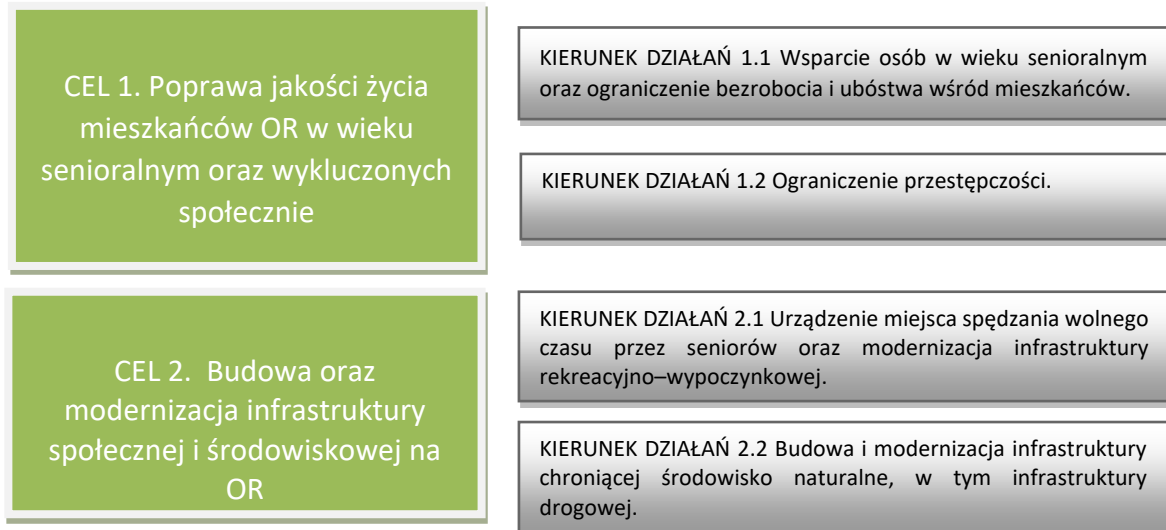 CEL 1. Poprawa jakości życia
mieszkańców OR w wieku
senioralnym oraz wykluczonych
społecznie
KIERUNEK DZIAŁAŃ 1.1 Wsparcie osób w wieku senioralnym
oraz ograniczenie bezrobocia i ubóstwa wśród mieszkańców.
KIERUNEK DZIAŁAŃ 1.2 Ograniczenie przestępczości.
CEL 2. Budowa oraz
modernizacja infrastruktury
społecznej i środowiskowej na
OR
KIERUNEK DZIAŁAŃ 2.1 Urządzenie miejsca spędzania wolnego
czasu przez seniorów oraz modernizacja infrastruktury
rekreacyjno–wypoczynkowej.
KIERUNEK DZIAŁAŃ 2.2 Budowa i modernizacja infrastruktury
chroniącej środowisko naturalne, w tym infrastruktury
drogowej.